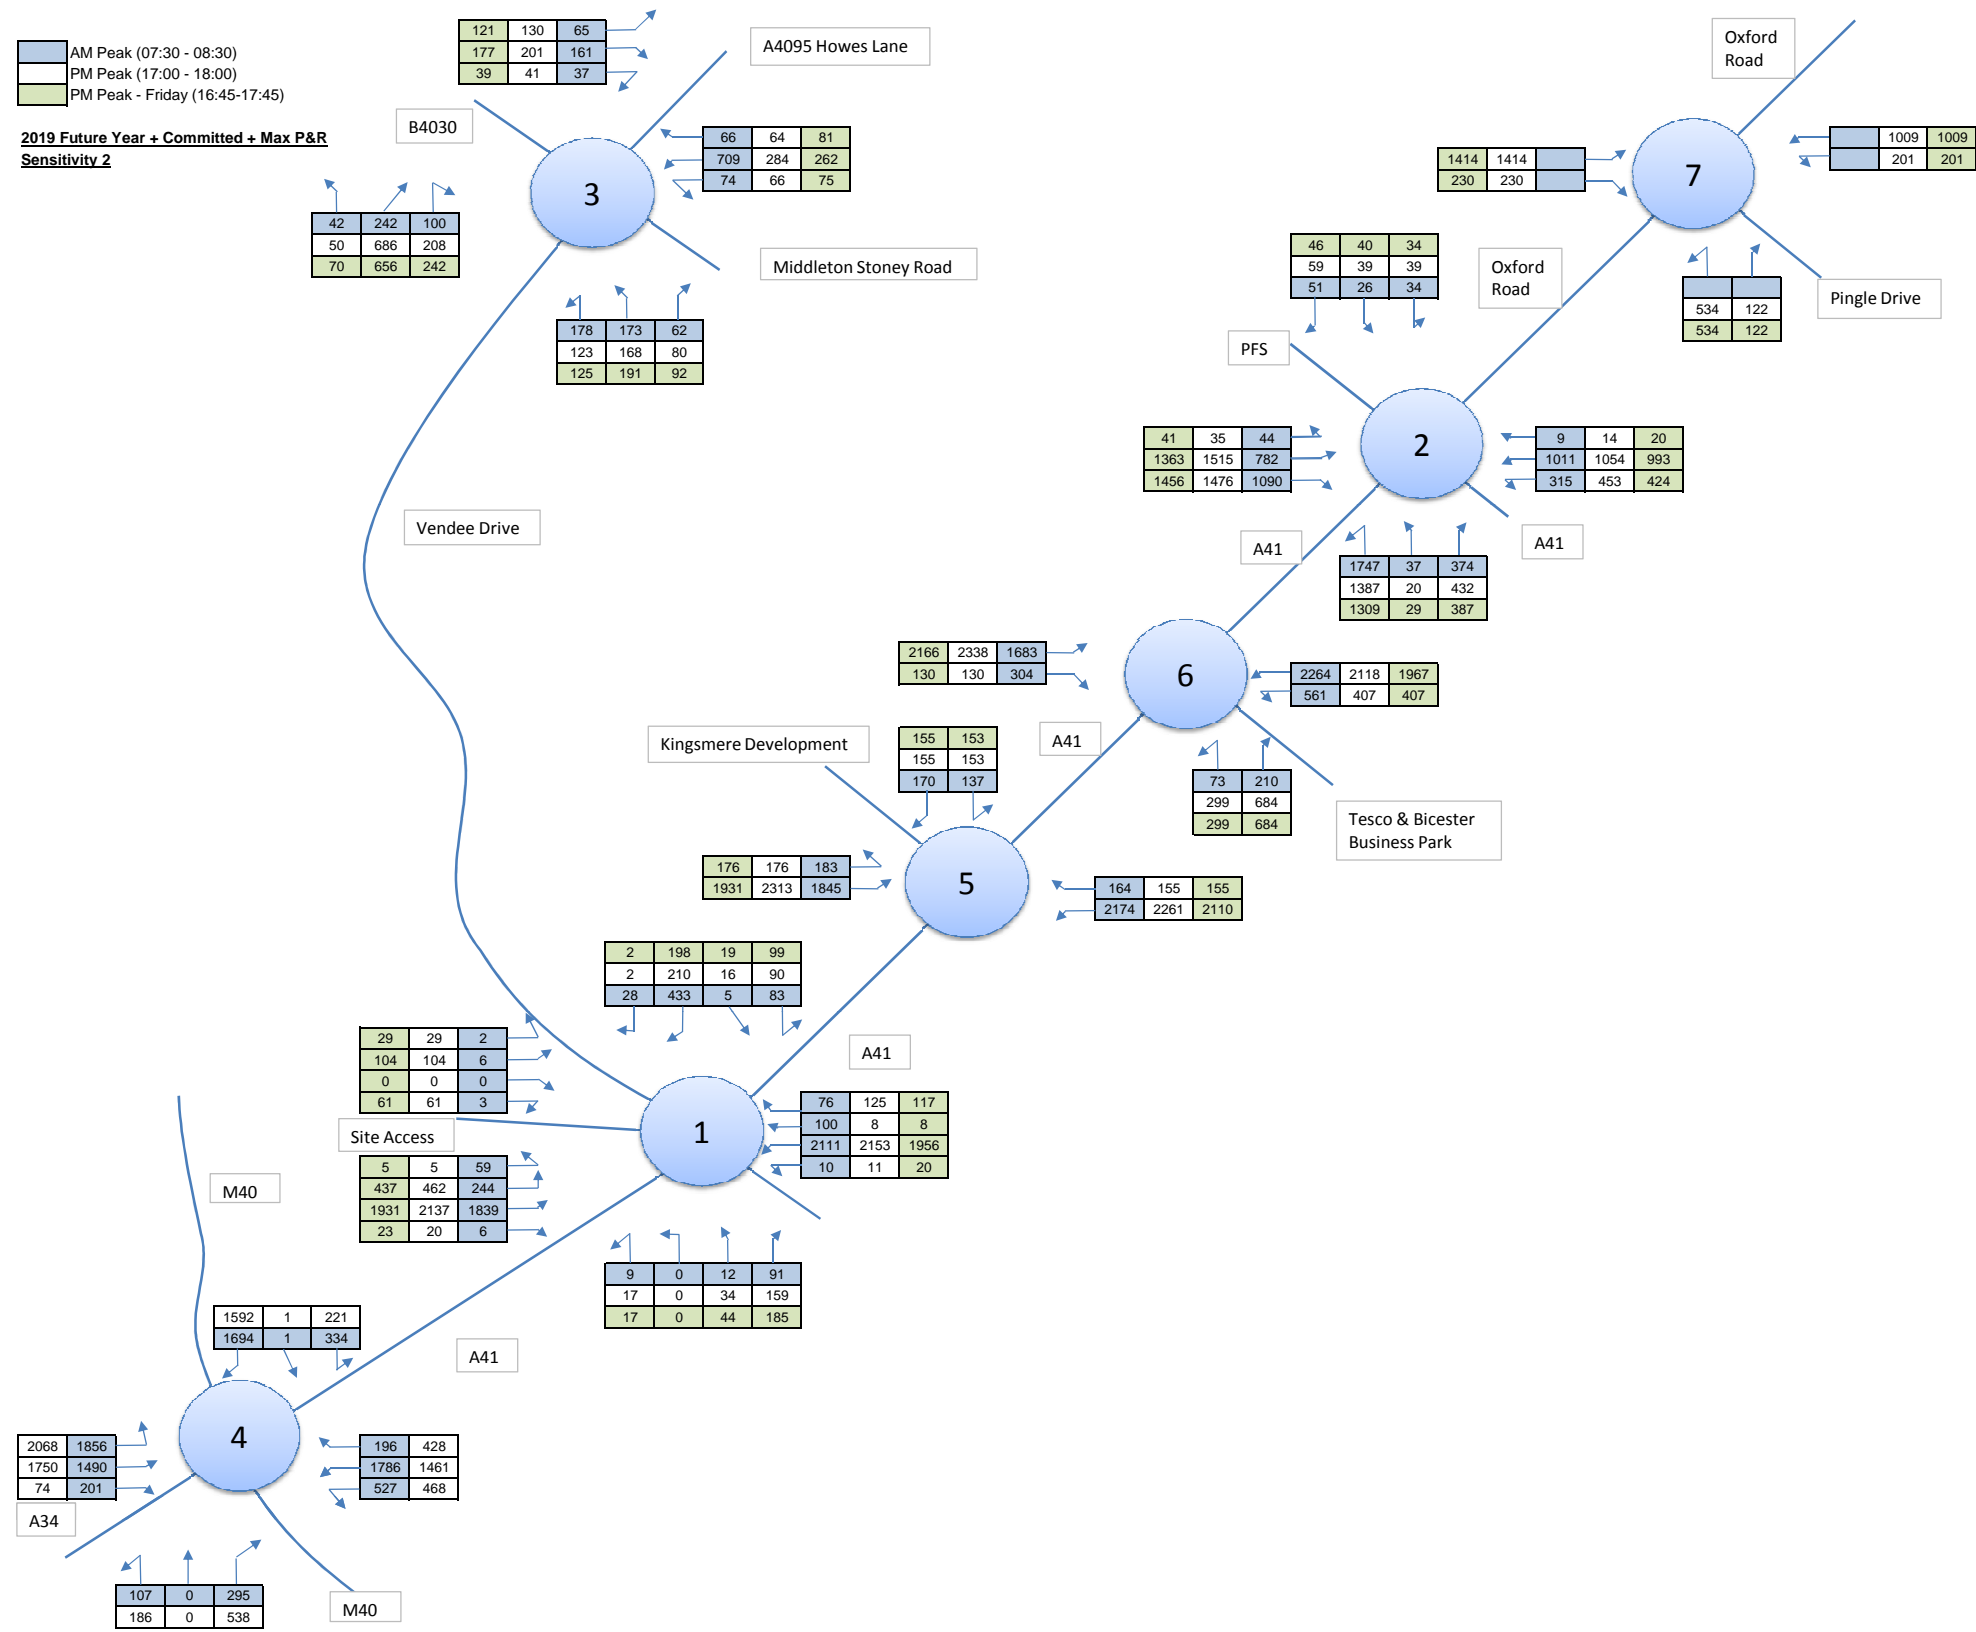 AM Peak (07:30 - 08:30)
PM Peak (17:00 - 18:00)
PM Peak - Friday (16:45-17:45)
2019 Future Year + Committed + Max P&R
Sensitivity 2
121 130 65
177 201 161
39 41 37
A4095 Howes Lane
B4030
3
66 64 81
709 284 262
74 66 75
42 242 100
50 686 208
70 656 242
Middleton Stoney Road
178 173 62
123 168 80
125 191 92
Oxford
Road
7
1009 1009
201 201
1414 1414
230 230
534 122
534 122
Pingle Drive
Oxford
Road
46 40 34
59 39 39
51 26 34
PFS
2
41 35 44
1363 1515 782
1456 1476 1090
9 14 20
1011 1054 993
315 453 424
A41
A41
1747 37 374
1387 20 432
1309 29 387
Vendee Drive
2166 2338 1683
130 130 304
6
2264 2118 1967
561 407 407
Kingsmere Development
155 153
155 153
170 137
A41
73 210
299 684
299 684
Tesco & Bicester
Business Park
176 176 183
1931 2313 1845
5
164 155 155
2174 2261 2110
2 198 19 99
2 210 16 90
28 433 5 83
29 29 2
104 104 6
0 0 0
61 61 3
A41
Site Access
1
76 125 117
100 8 8
2111 2153 1956
10 11 20
5 5 59
437 462 244
1931 2137 1839
23 20 6
M40
9 0 12 91
17 0 34 159
17 0 44 185
1592 1 221
1694 1 334
A41
4
2068 1856
1750 1490
74 201
196 428
1786 1461
527 468
A34
107 0 295
186 0 538
M40